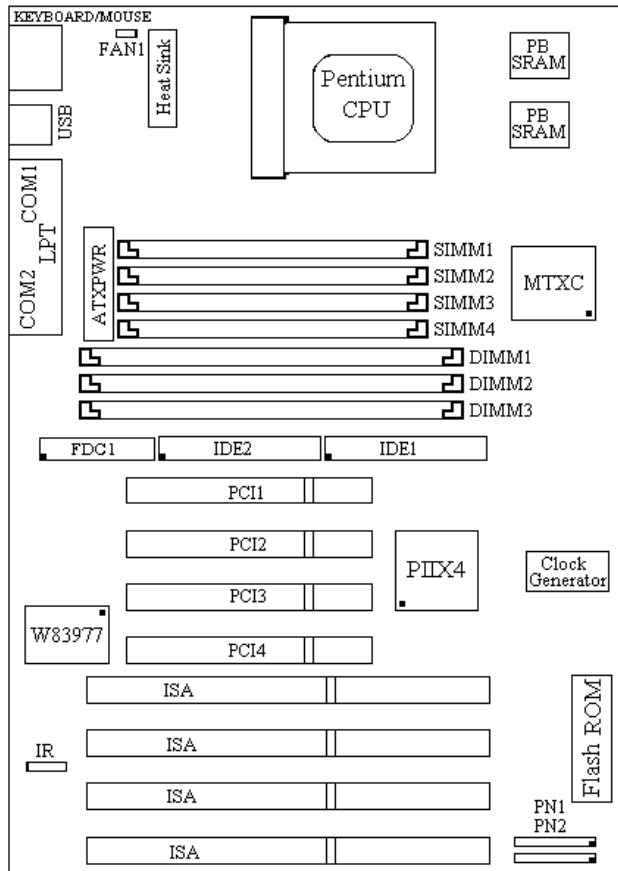 KEYBOARD/MOUSE
FAN1
Heat Sink
Pentium
CPU
PB
SRAM
USB
PB
SRAM
COM1
LPT
COM2
ATXPWR
SIMM1
SIMM2
SIMM3
SIMM4
MTXC
DIMM1
DIMM2
DIMM3
FDC1
IDE2
IDE1
PCI1
PCI2
PCI3
PCI4
PIIX4
Clock
Generator
W83977
ISA
ISA
ISA
ISA
IR
Flash ROM
PN1
PN2